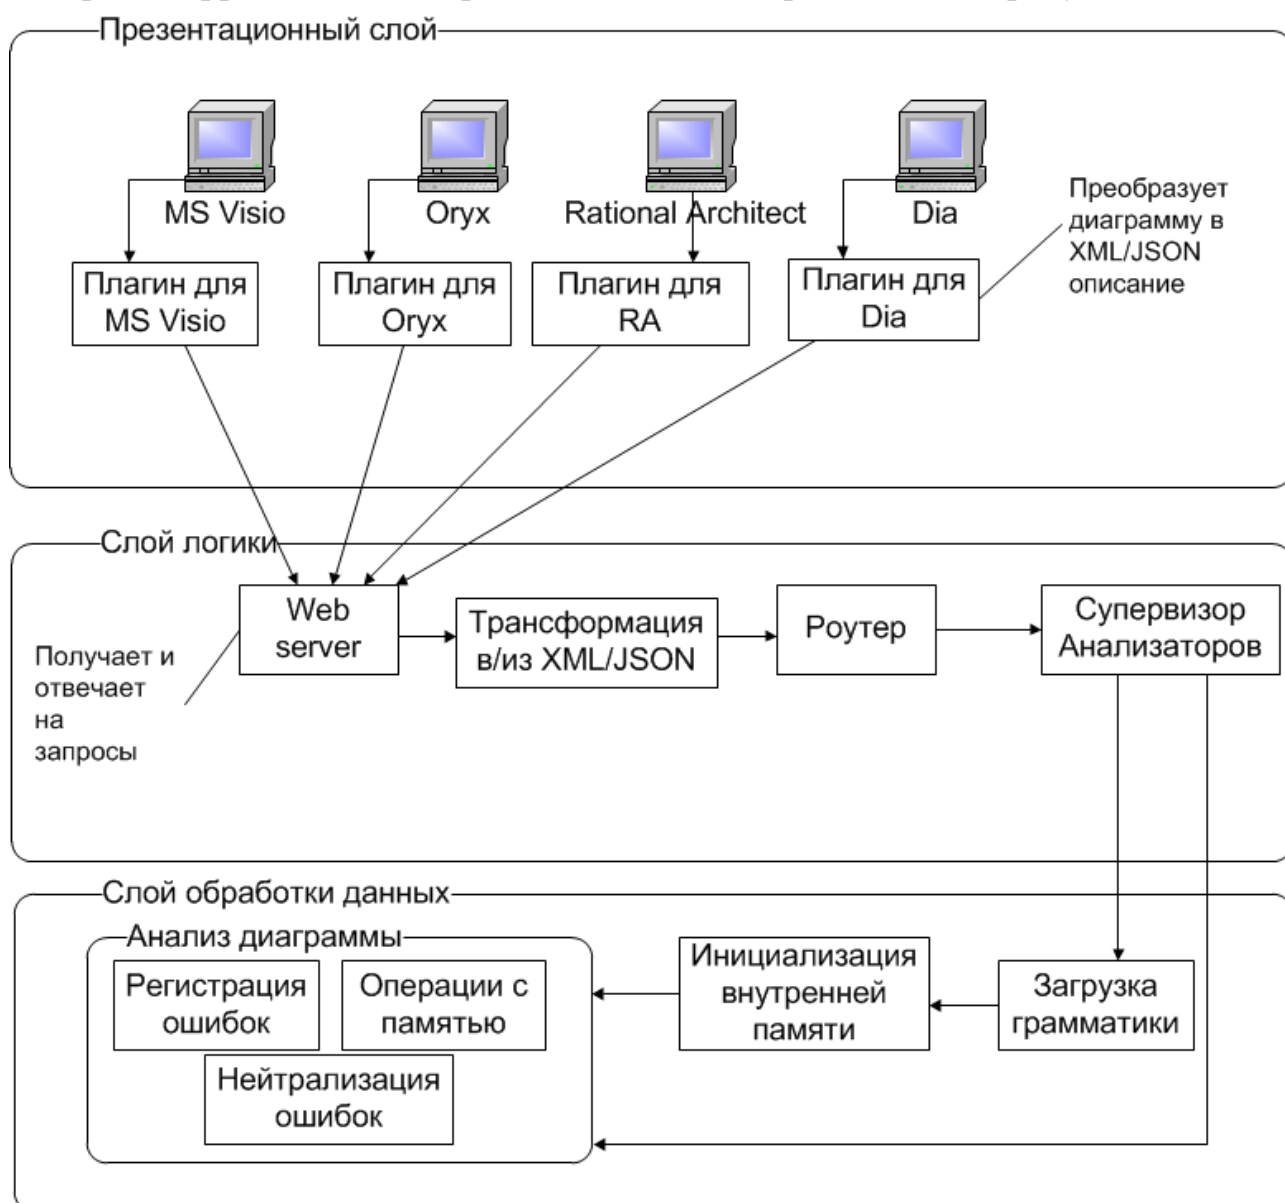 Презентационный слой
MS Visio
Oryx
Rational Architect
Dia
Преобразует
диаграмму в
XML/JSON
описание
Плагин для
MS Visio
Плагин для
Oryx
Плагин для
RA
Плагин для
Dia
Слой логики
Web
server
Трансформация
в/из XML/JSON
Роутер
Супервизор
Анализаторов
Получает и
отвечает
на
запросы
Слой обработки данных
Анализ диаграммы
Регистрация
ошибок
Операции с
памятью
Нейтрализация
ошибок
Инициализация
внутренней
памяти
Загрузка
грамматики